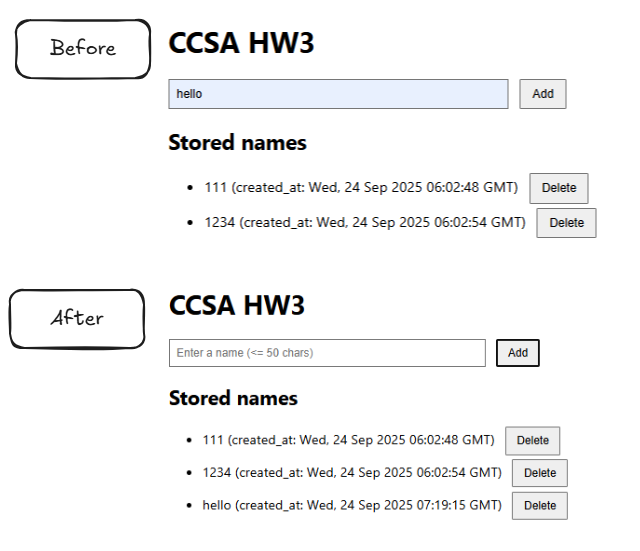 Before
CCSA HW3
hello Add
Stored names
• 111 (created_at: Wed, 24 Sep 2025 06:02:48 GMT) Delete
• 1234 (created_at: Wed, 24 Sep 2025 06:02:54 GMT) Delete
After
CCSA HW3
Enter a name (<= 50 chars) Add
Stored names
• 111 (created_at: Wed, 24 Sep 2025 06:02:48 GMT) Delete
• 1234 (created_at: Wed, 24 Sep 2025 06:02:54 GMT) Delete
• hello (created_at: Wed, 24 Sep 2025 07:19:15 GMT) Delete